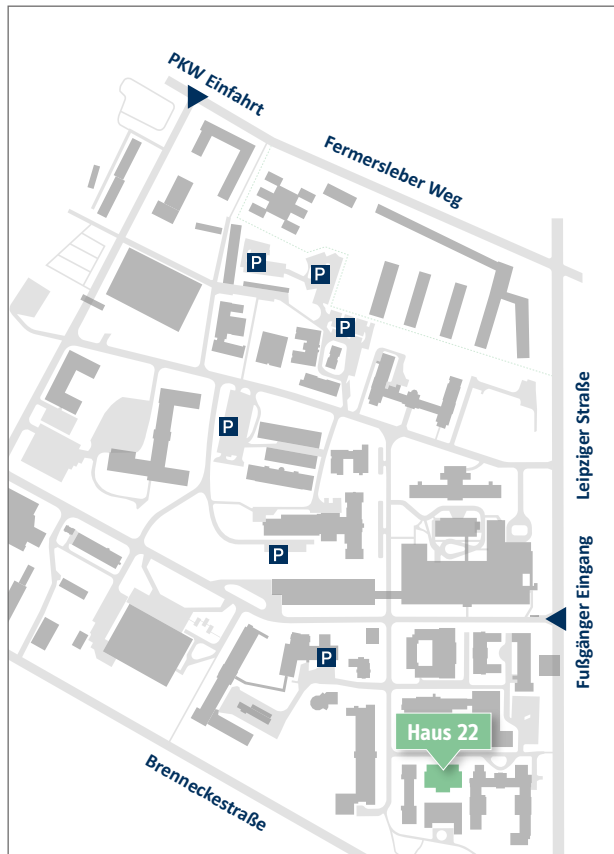 PKW Einfahrt
Fermersleber Weg
P
P
P
P
P
P
Leipziger Straße
Fußgänger Eingang
Haus 22
Brenneckestraße